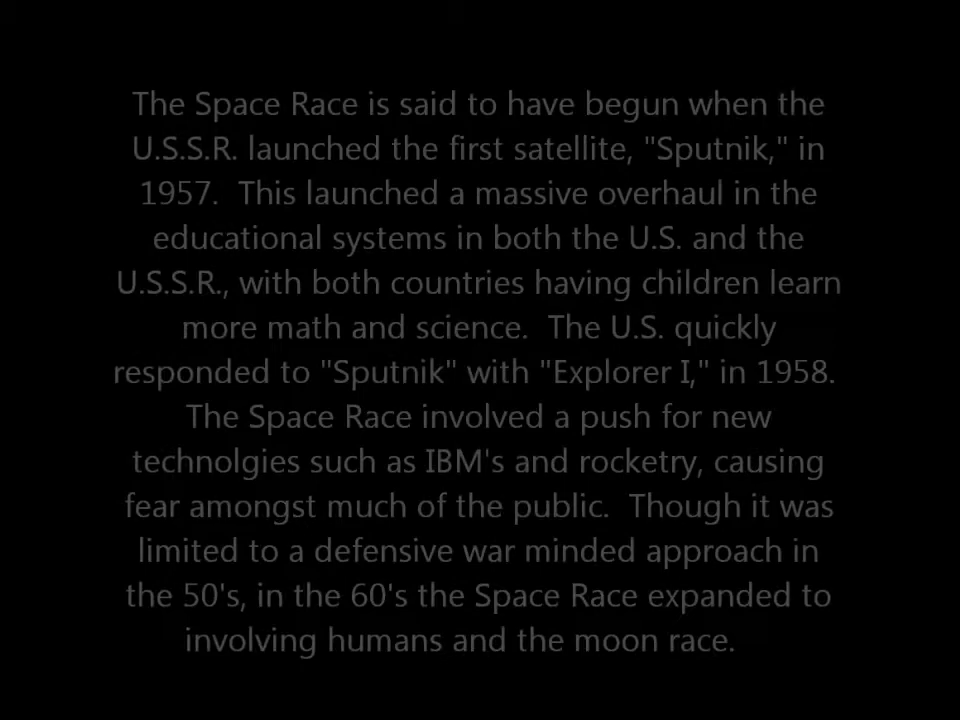 The Space Race is said to have begun when the
U.S.S.R. launched the first satellite, "Sputnik," in
1957.  This launched a massive overhaul in the
educational systems in both the U.S. and the
U.S.S.R., with both countries having children learn
more math and science.  The U.S. quickly
responded to "Sputnik" with "Explorer I," in 1958.
The Space Race involved a push for new
technolgies such as IBM's and rocketry, causing
fear amongst much of the public.  Though it was
limited to a defensive war minded approach in
the 50's, in the 60's the Space Race expanded to
involving humans and the moon race.